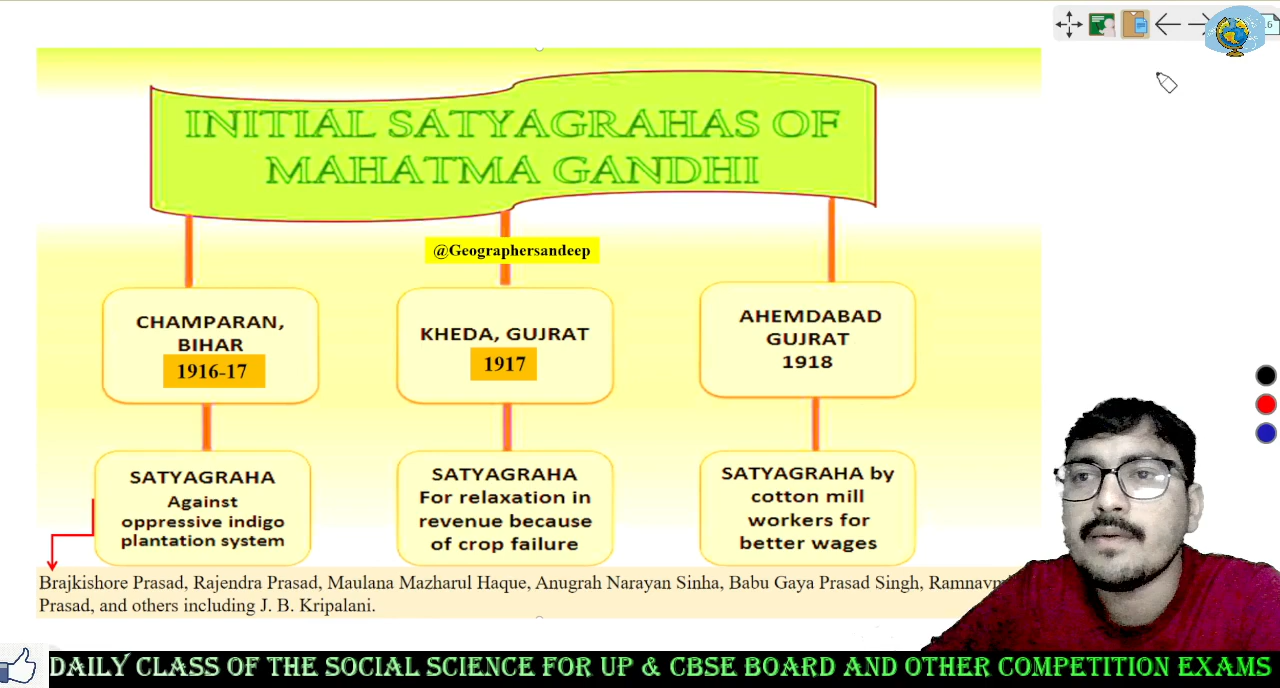 INITIAL SATYAGRAHAS OF
MAHATMA GANDHI
@Geographersandeep
CHAMPARAN,
BIHAR
1916-17
KHEDA, GUJRAT
1917
AHEMDABAD
GUJRAT
1918
SATYAGRAHA
Against
oppressive indigo
plantation system
SATYAGRAHA
For relaxation in
revenue because
of crop failure
SATYAGRAHA by
cotton mill
workers for
better wages
Brajkishore Prasad, Rajendra Prasad, Maulana Mazharul Haque, Anugrah Narayan Sinha, Babu Gaya Prasad Singh,
Prasad, and others including J. B. Kripalani.
DAILY CLASS OF THE SOCIAL SCIENCE FOR UP & CBSE BOARD AND OTHER COMPETITION EXAMS